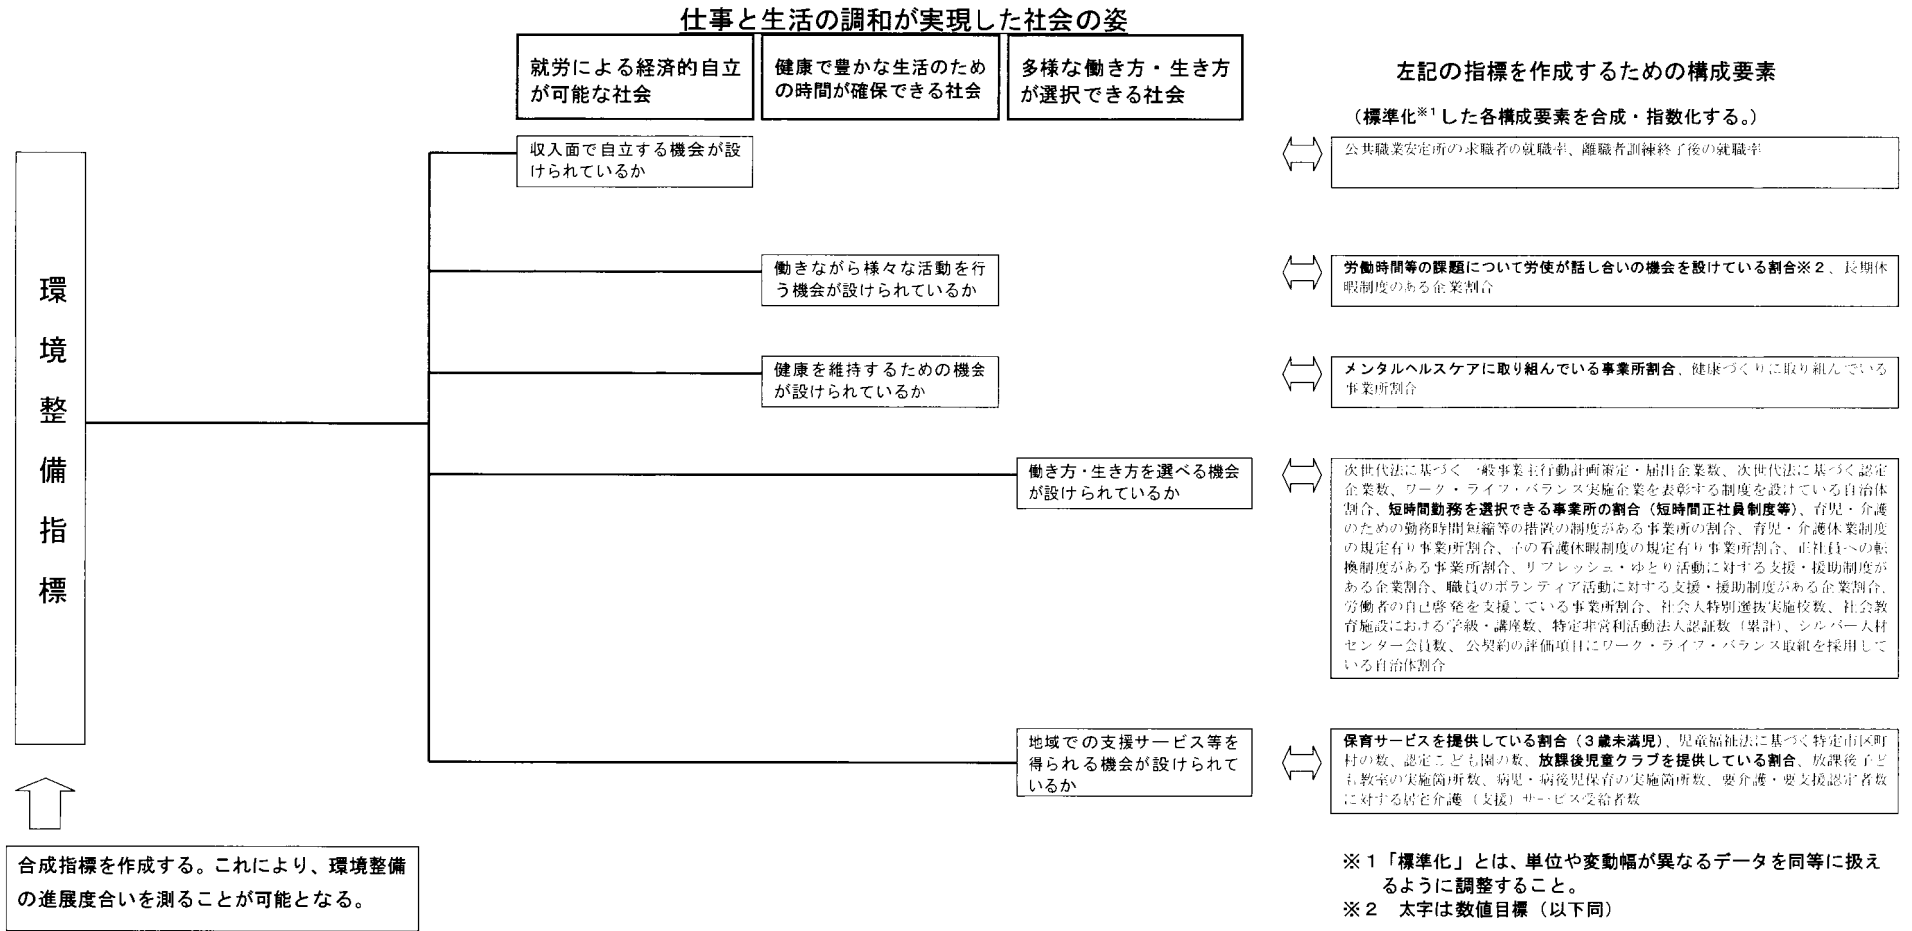 仕事と生活の調和が実現した社会の姿
就労による経済的自立
が可能な社会
健康で豊かな生活のため
の時間が確保できる社会
多様な働き方・生き方
が選択できる社会
左記の指標を作成するための構成要素
（標準化※1した各構成要素を合成・指数化する。）
環境整備指標
収入面で自立する機会が設
けられているか
公共職業安定所の求職者の就職率、離職者訓練終了後の就職率
働きながら様々な活動を行
う機会が設けられているか
労働時間等の課題について労使が話し合いの機会を設けている割合※２、長期休
暇制度のある企業割合
健康を維持するための機会
が設けられているか
メンタルヘルスケアに取り組んでいる事業所割合、健康づくりに取り組んでいる
事業所割合
働き方・生き方を選べる機会
が設けられているか
次世代法に基づく一般事業主行動計画策定・届出企業数、次世代法に基づく認定
企業数、ワーク・ライフ・バランス実施企業を表彰する制度を設けている自治体
割合、短時間勤務を選択できる事業所の割合（短時間正社員制度等）、育児・介護
のための勤務時間短縮等の措置の制度がある事業所の割合、育児・介護休業制度
の規定有り事業所割合、子の看護休暇制度の規定有り事業所割合、正社員への転
換制度がある事業所割合、リフレッシュ・ゆとり活動に対する支援・援助制度が
ある企業割合、職員のボランティア活動に対する支援・援助制度がある企業割合、
労働者の自己啓発を支援している事業所割合、社会人特別選抜実施校数、社会教
育施設における学級・講座数、特定非営利活動法人認証数（累計）、シルバー人材
センター会員数、公契約の評価項目にワーク・ライフ・バランス取組を採用して
いる自治体割合
地域での支援サービス等を
得られる機会が設けられて
いるか
保育サービスを提供している割合（３歳未満児）、児童福祉法に基づく特定市区町
村の数、認定こども園の数、放課後児童クラブを提供している割合、放課後子ど
も教室の実施箇所数、病児・病後児保育の実施箇所数、要介護・要支援認定者数
に対する居宅介護（支援）サービス受給者数
合成指標を作成する。これにより、環境整備
の進展度合いを測ることが可能となる。
※１「標準化」とは、単位や変動幅が異なるデータを同等に扱え
るように調整すること。
※２　太字は数値目標（以下同）